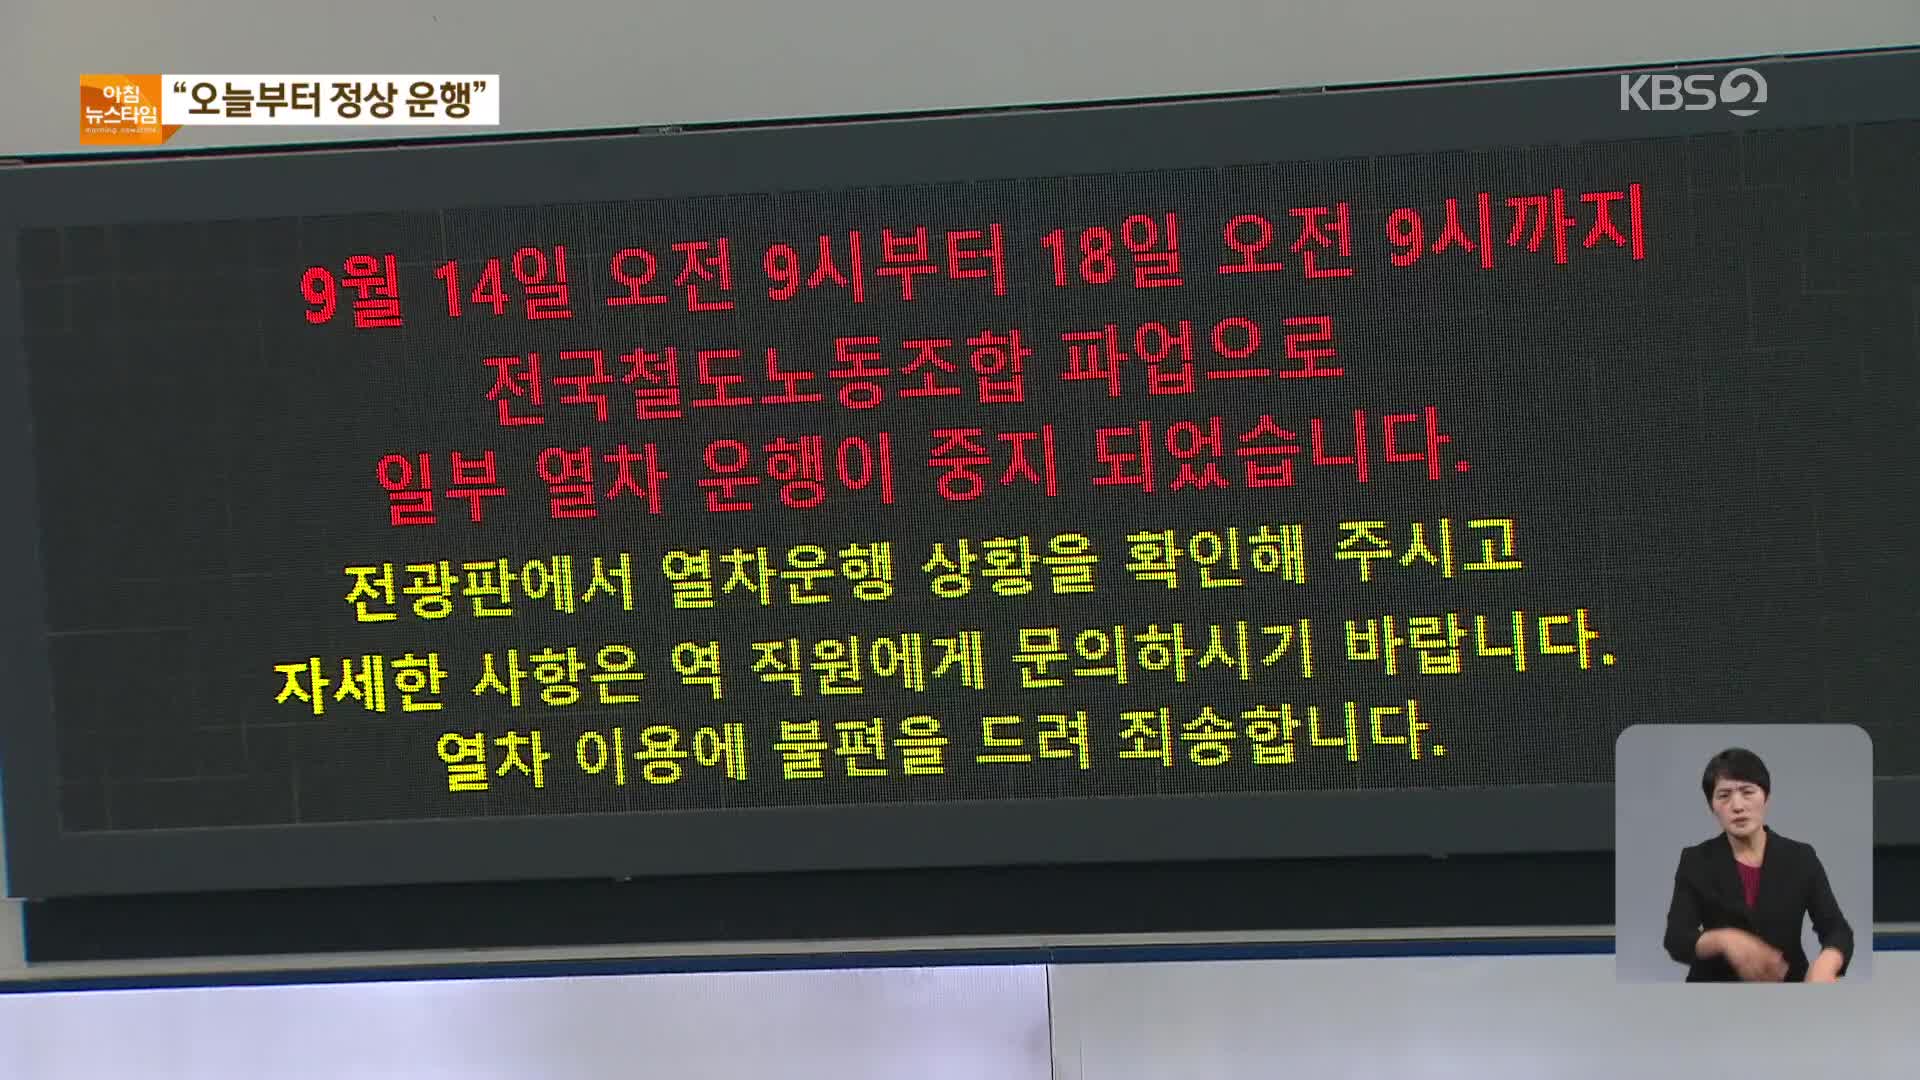 아침
뉴스타임
morning newstime
“오늘부터 정상 운행”
KBS2
9월 14일 오전 9시부터 18일 오전 9시까지
전국철도노동조합 파업으로
일부 열차 운행이 중지 되었습니다.
전광판에서 열차운행 상황을 확인해 주시고
자세한 사항은 역 직원에게 문의하시기 바랍니다.
열차 이용에 불편을 드려 죄송합니다.